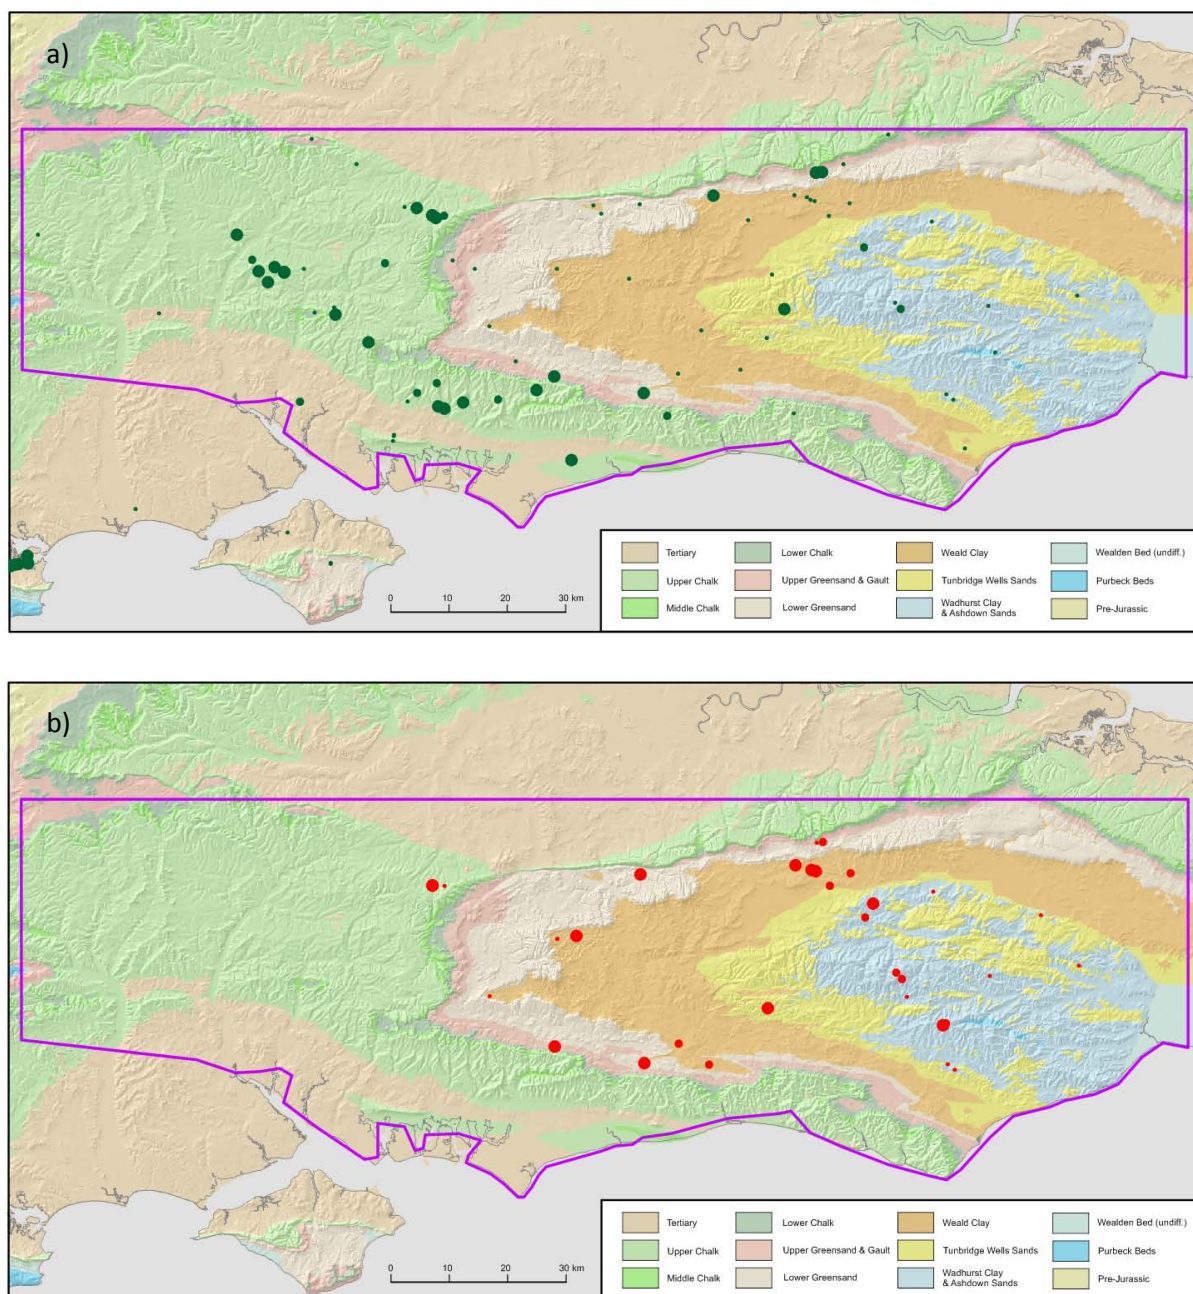 a)
Tertiary
Lower Chalk
Weald Clay
Wealden Bed (undiff.)
Upper Chalk
Upper Greensand & Gault
Tunbridge Wells Sands
Purbeck Beds
Middle Chalk
Lower Greensand
Wadhurst Clay
& Ashdown Sands
Pre-Jurassic
0 10 20 30 km
b)
Tertiary
Lower Chalk
Weald Clay
Wealden Bed (undiff.)
Upper Chalk
Upper Greensand & Gault
Tunbridge Wells Sands
Purbeck Beds
Middle Chalk
Lower Greensand
Wadhurst Clay
& Ashdown Sands
Pre-Jurassic
0 10 20 30 km